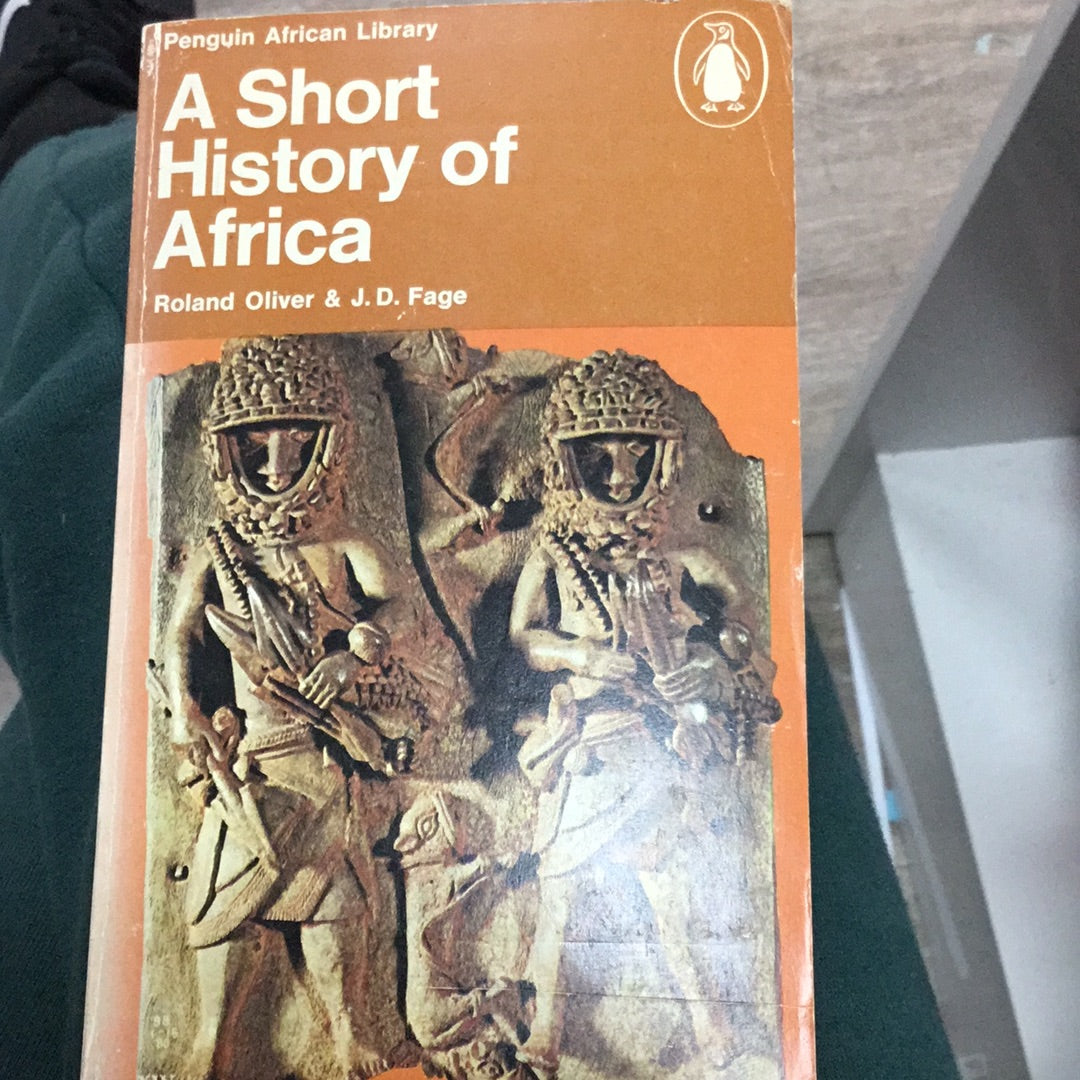 Penguin African Library
A Short
History of
Africa
Roland Oliver & J. D. Fage